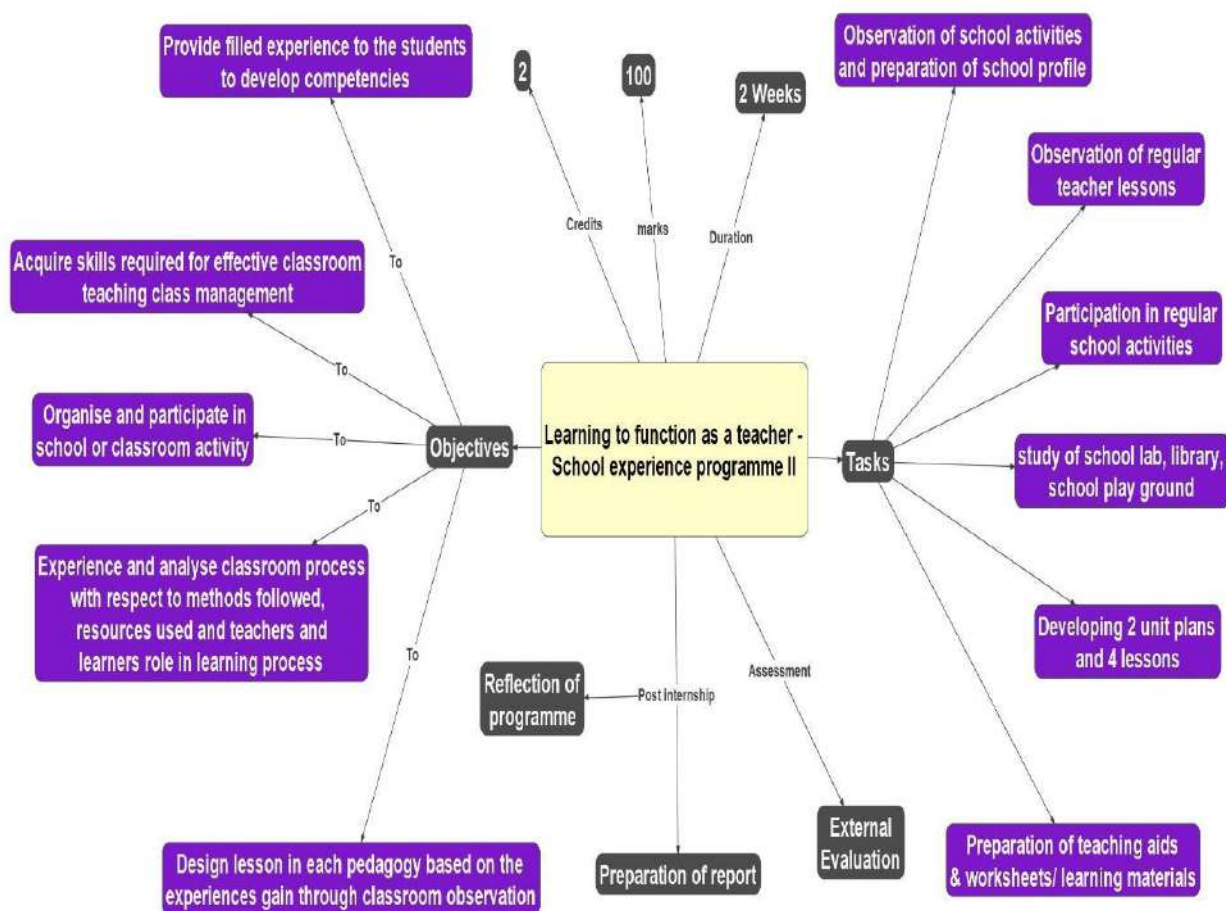 Provide filled experience to the students
to develop competencies
2
100
2 Weeks
Observation of school activities
and preparation of school profile
Observation of regular
teacher lessons
Credits
marks
Duration
To
Acquire skills required for effective classroom
teaching class management
Participation in regular
school activities
To
Organise and participate in
school or classroom activity
To
Objectives
Learning to function as a teacher -
School experience programme II
Tasks
study of school lab, library,
school play ground
To
Experience and analyse classroom process
with respect to methods followed,
resources used and teachers and
learners role in learning process
To
Developing 2 unit plans
and 4 lessons
Reflection of
programme
Post Internship
Assessment
Design lesson in each pedagogy based on the
experiences gain through classroom observation
Preparation of report
External
Evaluation
Preparation of teaching aids
& worksheets/ learning materials